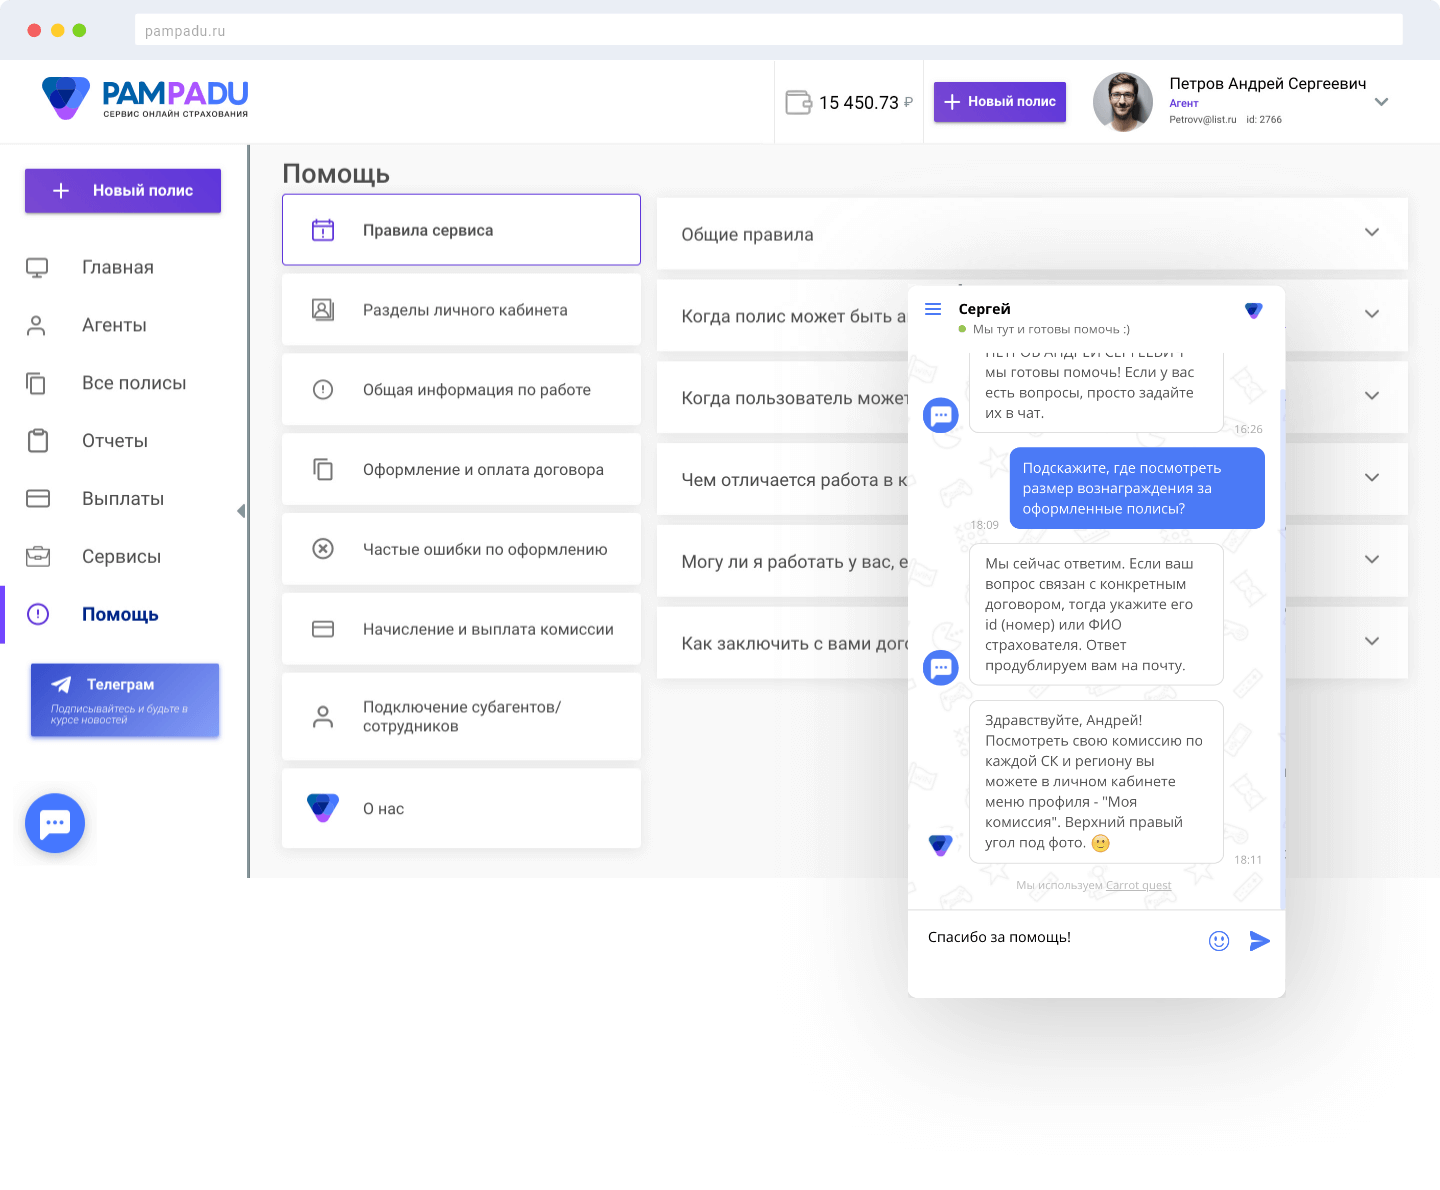 pampadu.ru
PAMPADU
СЕРВИС ОНЛАЙН СТРАХОВАНИЯ
15 450.73 ₽
Новый полис
Петров Андрей Сергеевич
Агент
Petrovv@list.ru id: 2766
Новый полис
Главная
Агенты
Все полисы
Отчеты
Выплаты
Сервисы
Помощь
Телеграм
Подписывайтесь и будьте в
курсе новостей
Помощь
Правила сервиса
Разделы личного кабинета
Общая информация по работе
Оформление и оплата договора
Частые ошибки по оформлению
Начисление и выплата комиссии
Подключение субагентов/
сотрудников
О нас
Общие правила
Когда полис может быть а
Когда пользователь может
Чем отличается работа в к
Могу ли я работать у вас, е
Как заключить с вами дого
Сергей
Мы тут и готовы помочь :)
ПЕТРОВ АНДРЕЙ СЕРГЕЕВИЧ
мы готовы помочь! Если у вас
есть вопросы, просто задайте
их в чат.
16:26
Подскажите, где посмотреть
размер вознаграждения за
оформленные полисы?
18:09
Мы сейчас ответим. Если ваш
вопрос связан с конкретным
договором, тогда укажите его
id (номер) или ФИО
страхователя. Ответ
продублируем вам на почту.
Здравствуйте, Андрей!
Посмотреть свою комиссию по
каждой СК и региону вы
можете в личном кабинете
меню профиля - "Моя
комиссия". Верхний правый
угол под фото. 🙂
18:11
Мы используем Carrot quest
Спасибо за помощь!